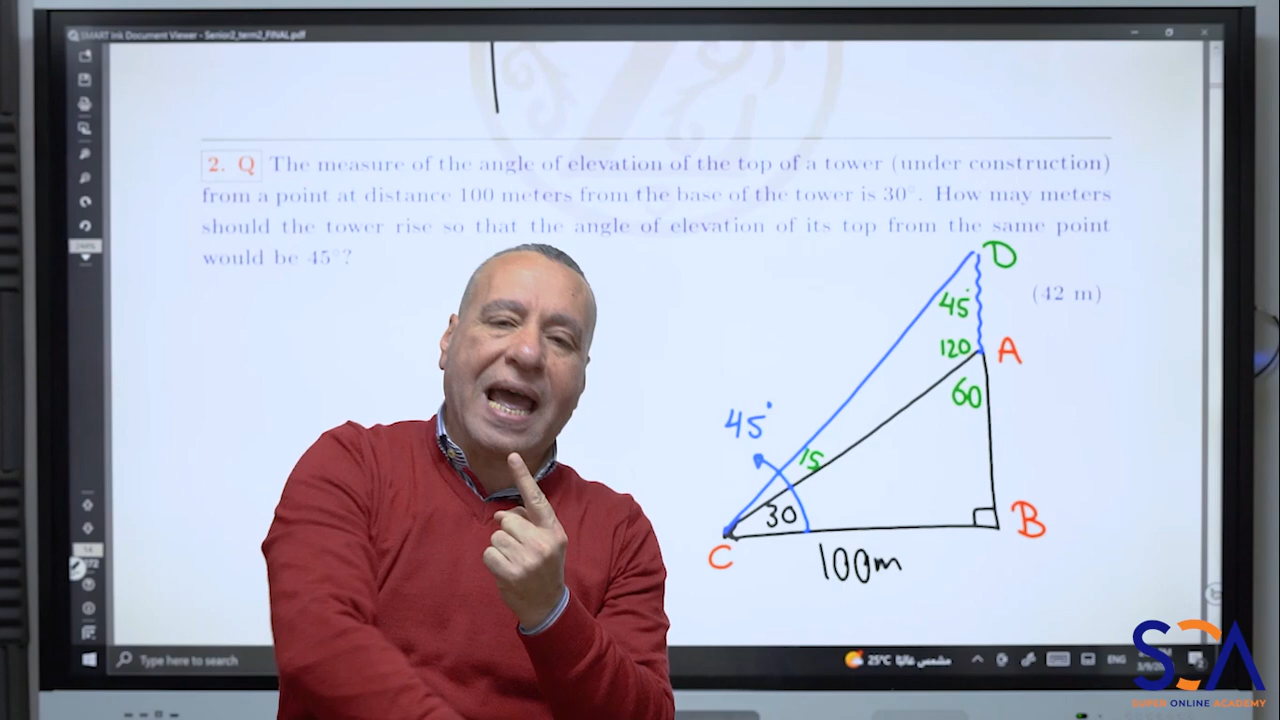 SMART Ink Document Viewer - Senior2_term2_FINAL.pdf
2. Q The measure of the angle of elevation of the top of a tower (under construction)
from a point at distance 100 meters from the base of the tower is 30°. How may meters
should the tower rise so that the angle of elevation of its top from the same point
would be 45°?
(42 m)
D
45°
120
A
60
45°
15
30
B
C
100m
Type here to search
25°C مشمس غالبًا
ENG
SOA
SUPER ONLINE ACADEMY